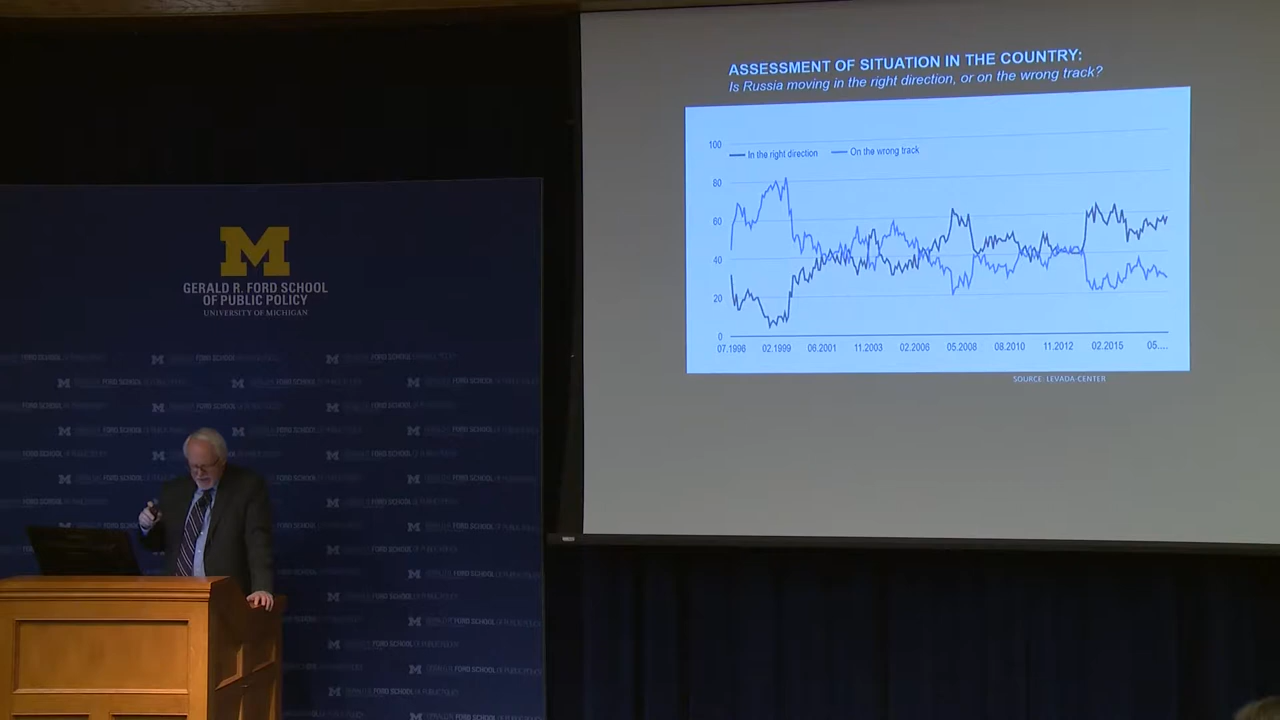 ASSESSMENT OF SITUATION IN THE COUNTRY:
Is Russia moving in the right direction, or on the wrong track?
In the right direction
On the wrong track
100
80
60
40
20
0
07.1996 02.1999 06.2001 11.2003 02.2006 05.2008 08.2010 11.2012 02.2015 05....
SOURCE: LEVADA-CENTER
M
GERALD R. FORD SCHOOL
OF PUBLIC POLICY
UNIVERSITY OF MICHIGAN